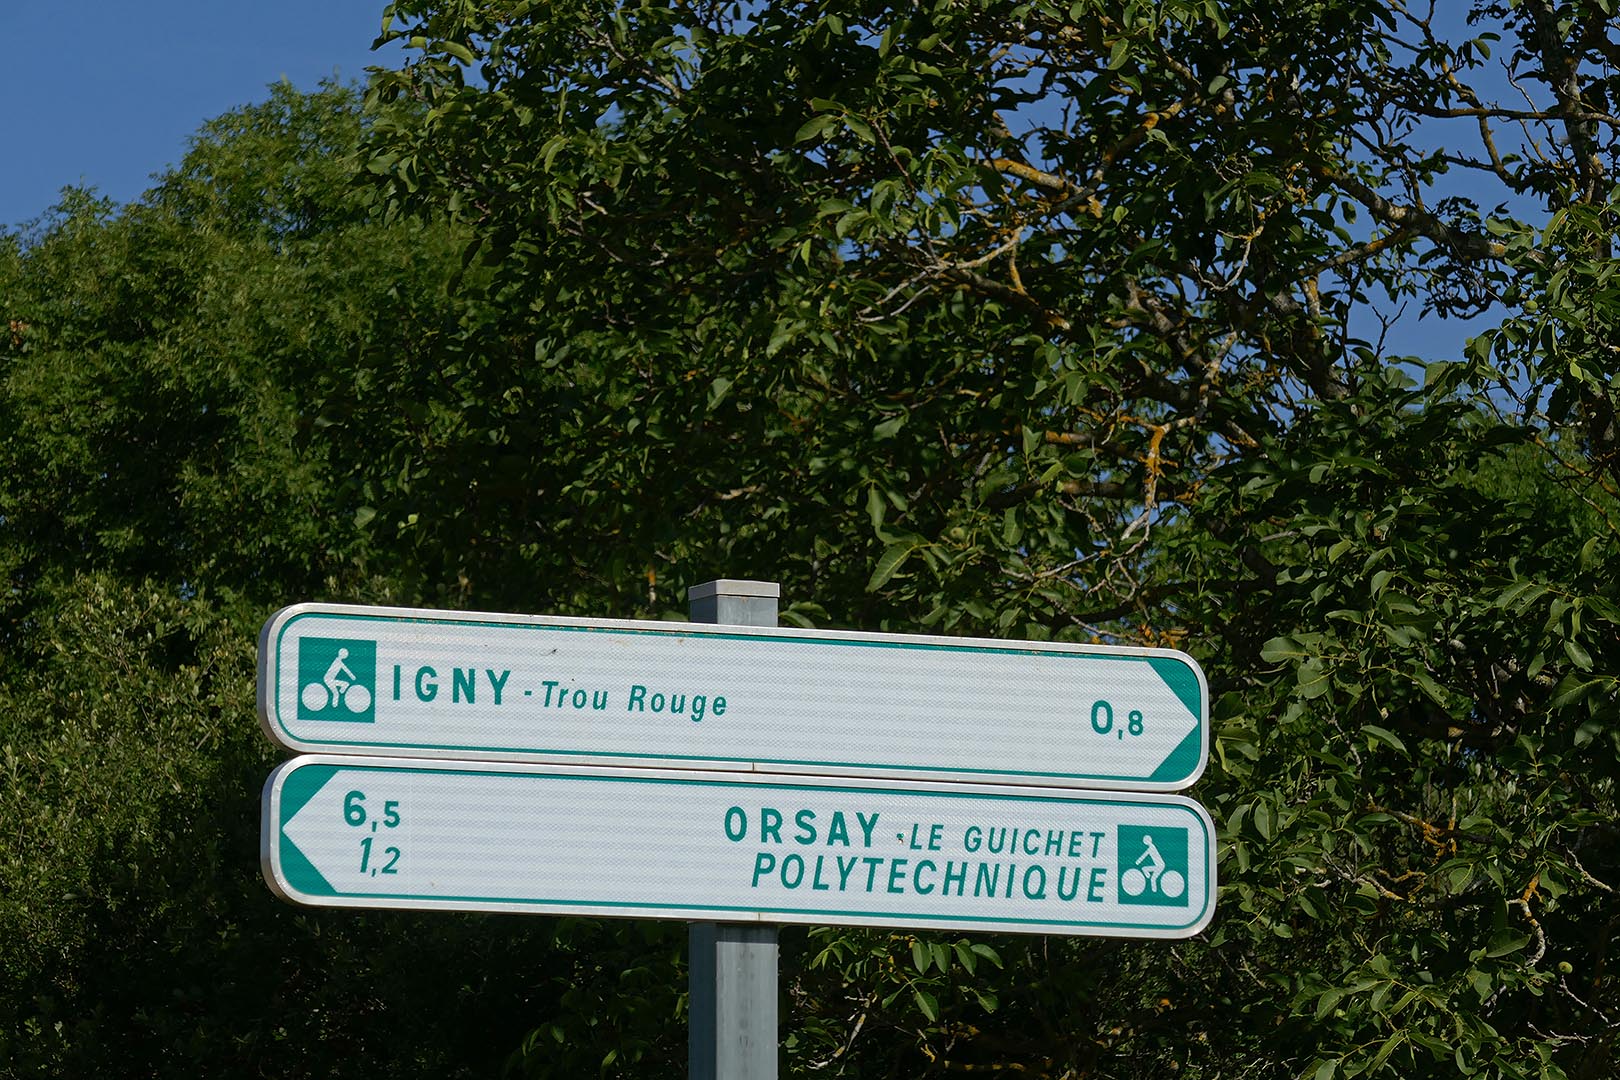 IGNY - Trou Rouge 0,8
6,5 ORSAY - LE GUICHET
1,2 POLYTECHNIQUE